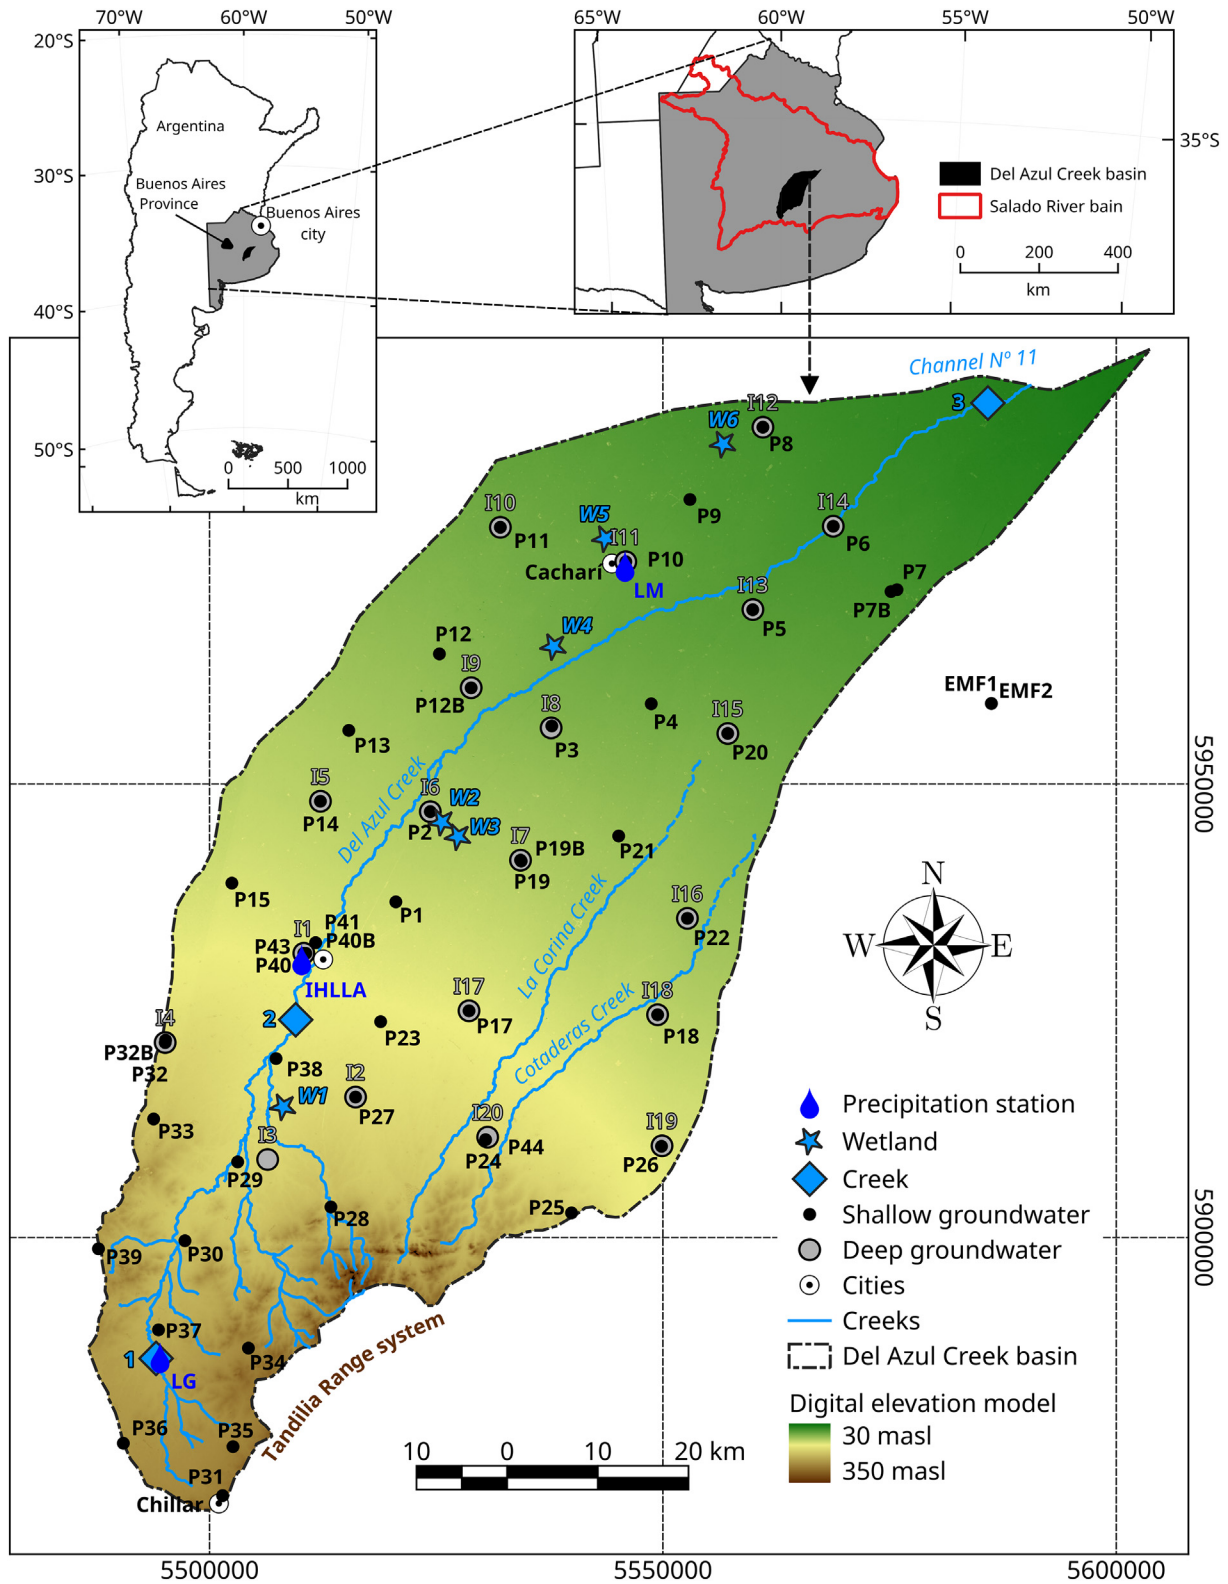 70°W
60°W
50°W
20°S
30°S
40°S
50°S
Argentina
Buenos Aires
Province
Buenos Aires
city
0
500
1000
km
65°W
60°W
55°W
50°W
35°S
Del Azul Creek basin
Salado River bain
0
200
400
km
Channel Nº 11
3
I12
W6
P8
I10
P11
P9
I14
P6
W5
I11
P10
Cacharí
LM
P7
P7B
I13
P5
W4
P12
I9
P12B
EMF1
EMF2
I8
P3
P4
I15
P20
P13
Del Azul Creek
I5
P14
I6
W2
P2
W3
I7
P19B
P19
P21
5950000
P15
P1
I16
P22
La Corina Creek
I1
P41
P43
P40B
P40
IHLLA
N
W
E
S
2
I17
P17
I18
P18
Cotaderas Creek
I4
P32B
P32
P23
P38
W1
I2
P27
P33
I3
I20
P44
P24
I19
P26
P29
P28
P25
P39
P30
5900000
P37
1
LG
P34
Tandilia Range system
P36
P35
P31
Chillar
Precipitation station
Wetland
Creek
Shallow groundwater
Deep groundwater
Cities
Creeks
Del Azul Creek basin
Digital elevation model
30 masl
350 masl
10
0
10
20 km
5500000
5550000
5600000